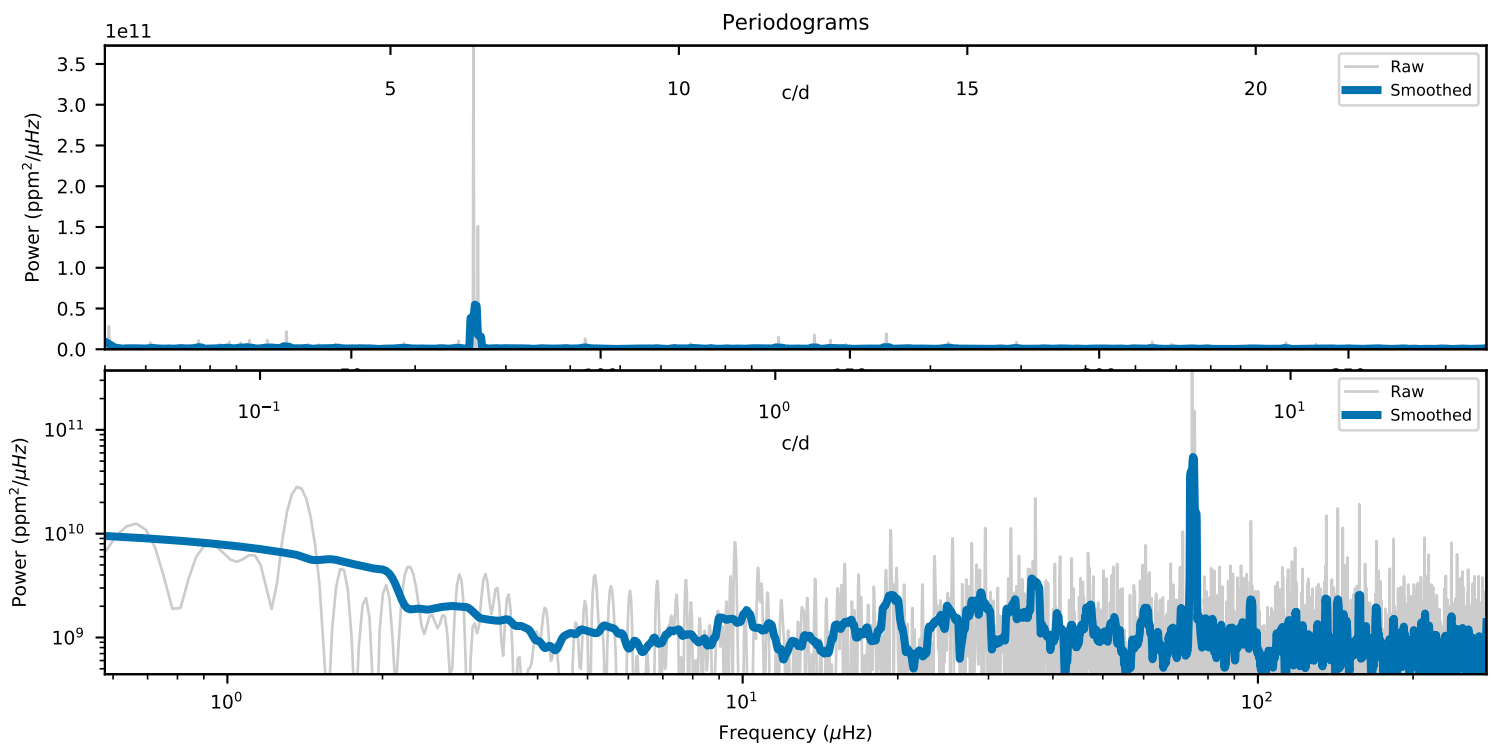 Periodograms
1e11
3.5
3.0
2.5
2.0
1.5
1.0
0.5
0.0
Power (ppm²/μHz)
5 10 15 20
c/d
Raw
Smoothed
10⁻¹ 10⁰ 10¹
c/d
Raw
Smoothed
10¹¹
10¹⁰
10⁹
Power (ppm²/μHz)
10⁰ 10¹ 10²
Frequency (μHz)